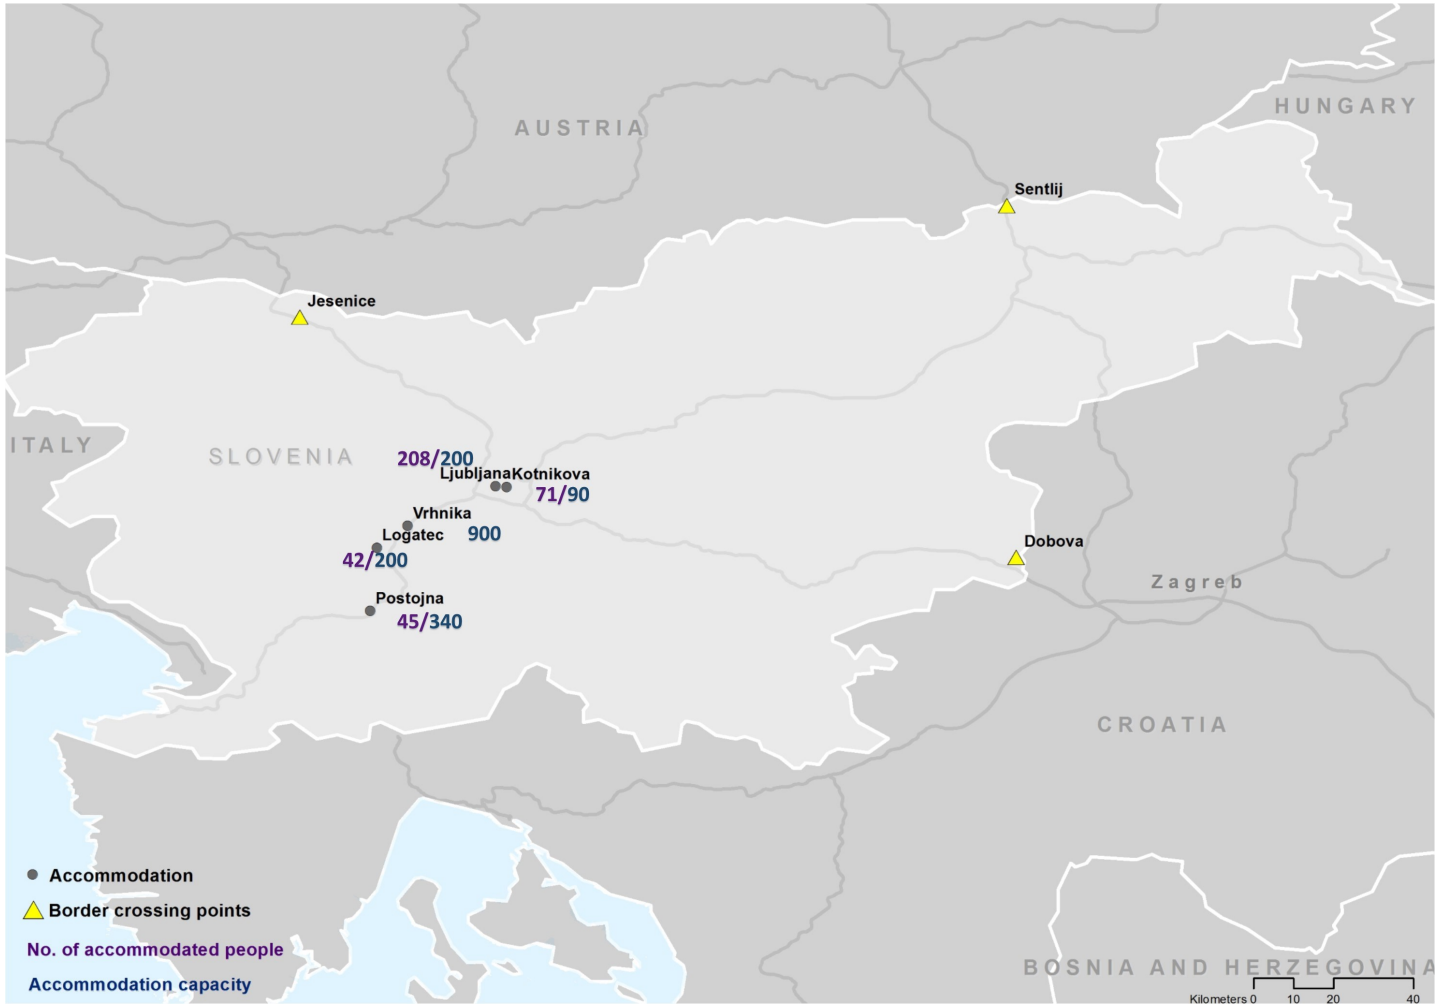 HUNGARY
AUSTRIA
Sentlij
Jesenice
ITALY
SLOVENIA
208/200
Ljubljana
Kotnikova
71/90
Vrhnika
900
Logatec
42/200
Dobova
Zagreb
Postojna
45/340
CROATIA
Accommodation
Border crossing points
No. of accommodated people
Accommodation capacity
BOSNIA AND HERZEGOVINA
Kilometers 0 10 20 40